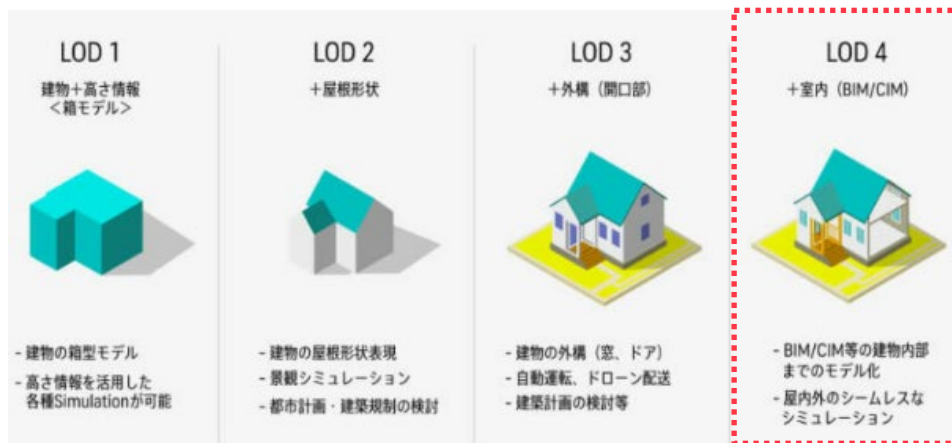 LOD 1
建物+高さ情報
<箱モデル>
- 建物の箱型モデル
- 高さ情報を活用した
各種Simulationが可能
LOD 2
+屋根形状
- 建物の屋根形状表現
- 景観シミュレーション
- 都市計画・建築規制の検討
LOD 3
+外構(開口部)
- 建物の外構(窓、ドア)
- 自動運転、ドローン配送
- 建築計画の検討等
LOD 4
+室内(BIM/CIM)
- BIM/CIM等の建物内部
までのモデル化
- 屋内外のシームレスな
シミュレーション